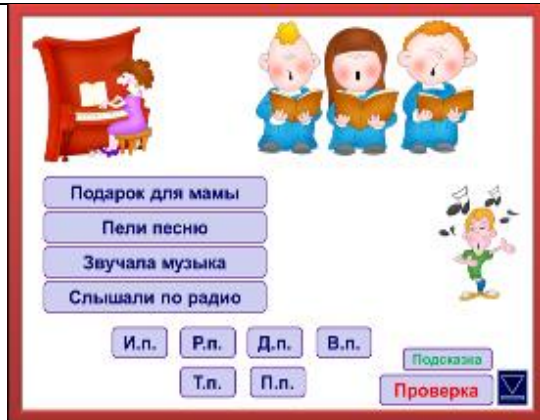 Подарок для мамы
Пели песню
Звучала музыка
Слышали по радио
И.п. Р.п. Д.п. В.п.
Т.п. П.п.
Подсказка
Проверка